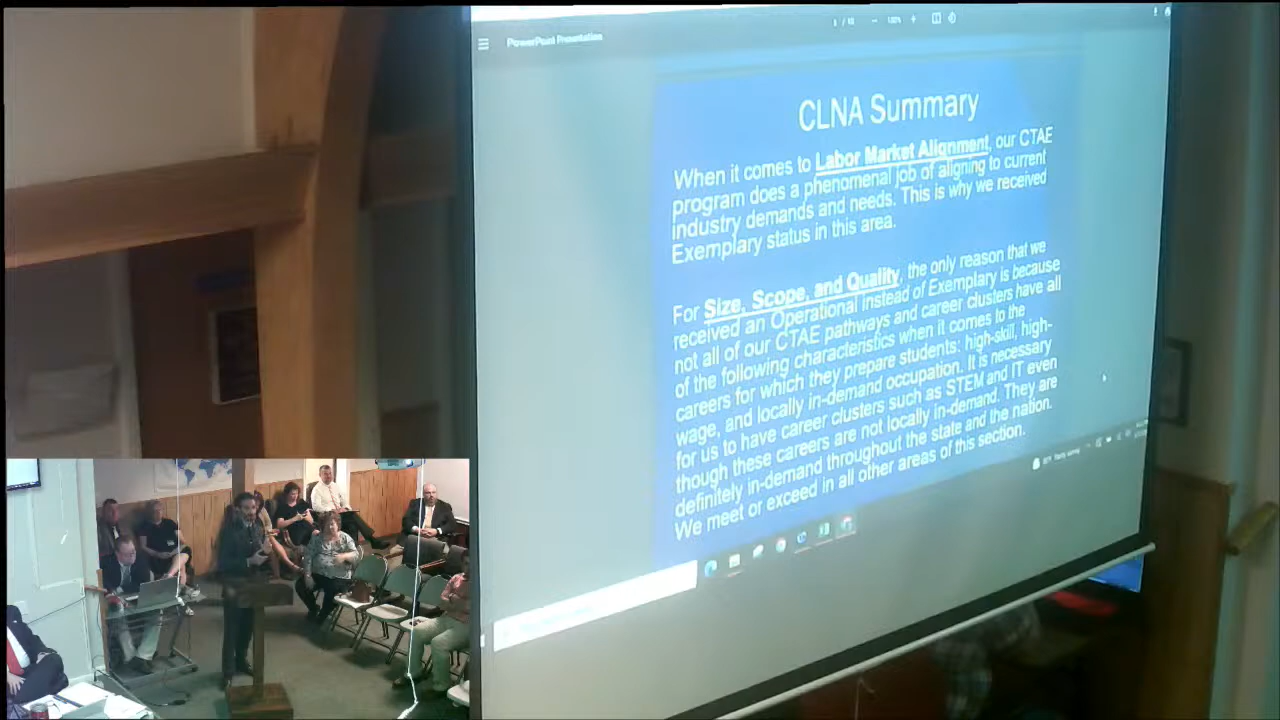 PowerPoint Presentation
CLNA Summary
When it comes to Labor Market Alignment, our CTAE
program does a phenomenal job of aligning to current
industry demands and needs. This is why we received
Exemplary status in this area.
For Size, Scope, and Quality, the only reason that we
received an Operational instead of Exemplary is because
not all of our CTAE pathways and career clusters have all
of the following characteristics when it comes to the
careers for which they prepare students: high-skill, high-
wage, and locally in-demand occupation. It is necessary
for us to have career clusters such as STEM and IT even
though these careers are not locally in-demand. They are
definitely in-demand throughout the state and the nation.
We meet or exceed in all other areas of this section.